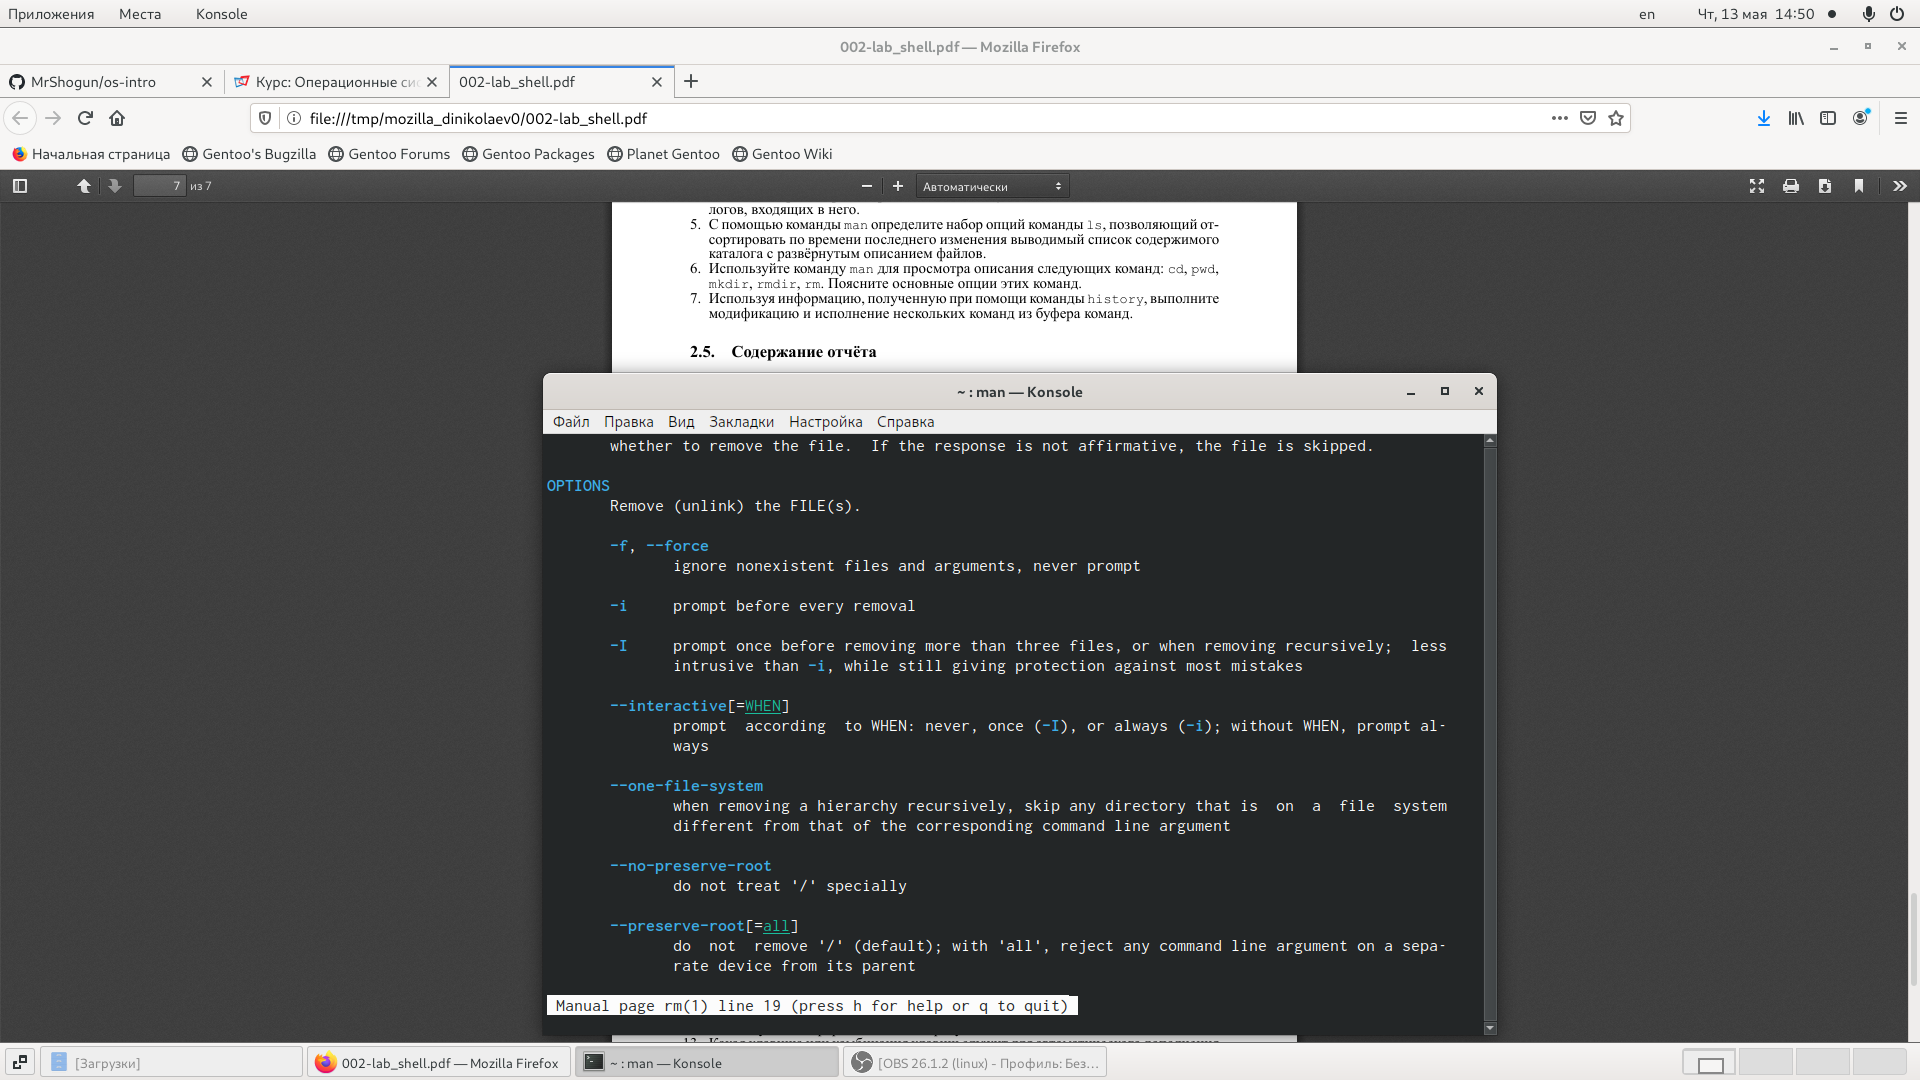 Приложения Места Konsole en Чт, 13 мая 14:50
002-lab_shell.pdf — Mozilla Firefox
MrShogun/os-intro Курс: Операционные си 002-lab_shell.pdf
file:///tmp/mozilla_dinikolaev0/002-lab_shell.pdf
Начальная страница Gentoo's Bugzilla Gentoo Forums Gentoo Packages Planet Gentoo Gentoo Wiki
7 из 7 Автоматически
логов, входящих в него.
5. С помощью команды man определите набор опций команды ls, позволяющий от-
сортировать по времени последнего изменения выводимый список содержимого
каталога с развёрнутым описанием файлов.
6. Используйте команду man для просмотра описания следующих команд: cd, pwd,
mkdir, rmdir, rm. Поясните основные опции этих команд.
7. Используя информацию, полученную при помощи команды history, выполните
модификацию и исполнение нескольких команд из буфера команд.
2.5. Содержание отчёта
~ : man — Konsole
Файл Правка Вид Закладки Настройка Справка
whether to remove the file.  If the response is not affirmative, the file is skipped.
OPTIONS
Remove (unlink) the FILE(s).
-f, --force
ignore nonexistent files and arguments, never prompt
-i     prompt before every removal
-I     prompt once before removing more than three files, or when removing recursively;  less
intrusive than -i, while still giving protection against most mistakes
--interactive[=WHEN]
prompt  according  to WHEN: never, once (-I), or always (-i); without WHEN, prompt al-
ways
--one-file-system
when removing a hierarchy recursively, skip any directory that is  on  a  file  system
different from that of the corresponding command line argument
--no-preserve-root
do not treat '/' specially
--preserve-root[=all]
do  not  remove '/' (default); with 'all', reject any command line argument on a sepa-
rate device from its parent
Manual page rm(1) line 19 (press h for help or q to quit)
[Загрузки] 002-lab_shell.pdf — Mozilla Firefox ~ : man — Konsole [OBS 26.1.2 (linux) - Профиль: Без...